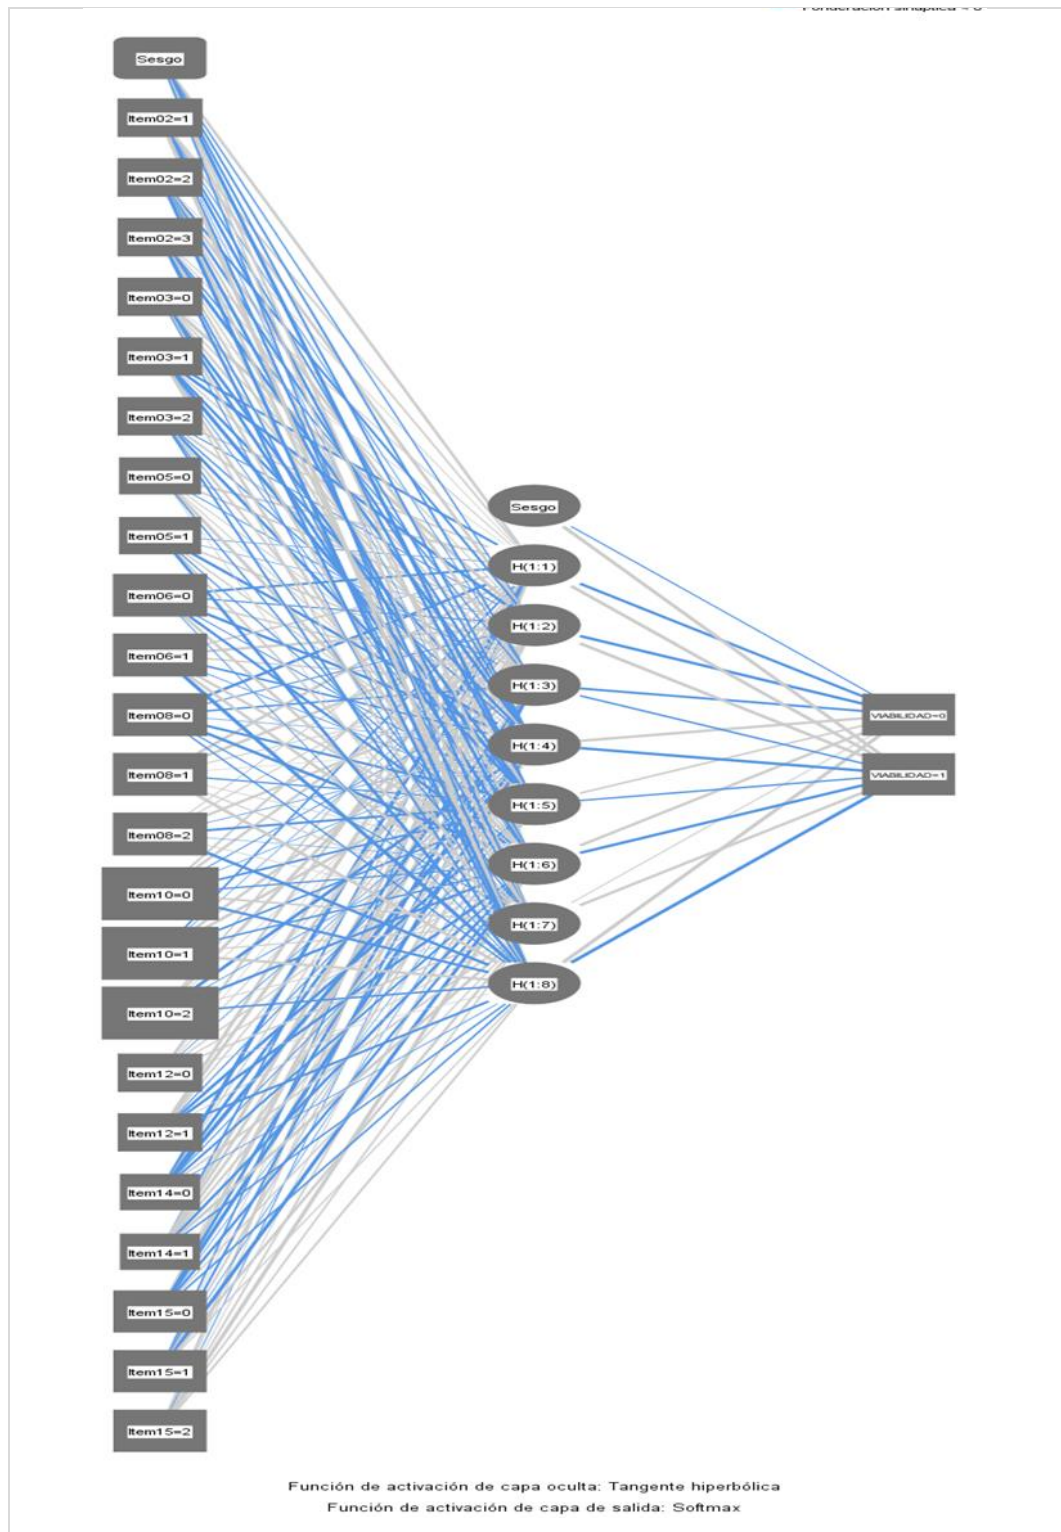 Sesgo
Item02=1
Item02=2
Item02=3
Item03=0
Item03=1
Item03=2
Item05=0
Item05=1
Item06=0
Item06=1
Item08=0
Item08=1
Item08=2
Item10=0
Item10=1
Item10=2
Item12=0
Item12=1
Item14=0
Item14=1
Item15=0
Item15=1
Item15=2
Sesgo
H(1:1)
H(1:2)
H(1:3)
H(1:4)
H(1:5)
H(1:6)
H(1:7)
H(1:8)
VIABILIDAD=0
VIABILIDAD=1
Función de activación de capa oculta: Tangente hiperbólica
Función de activación de capa de salida: Softmax